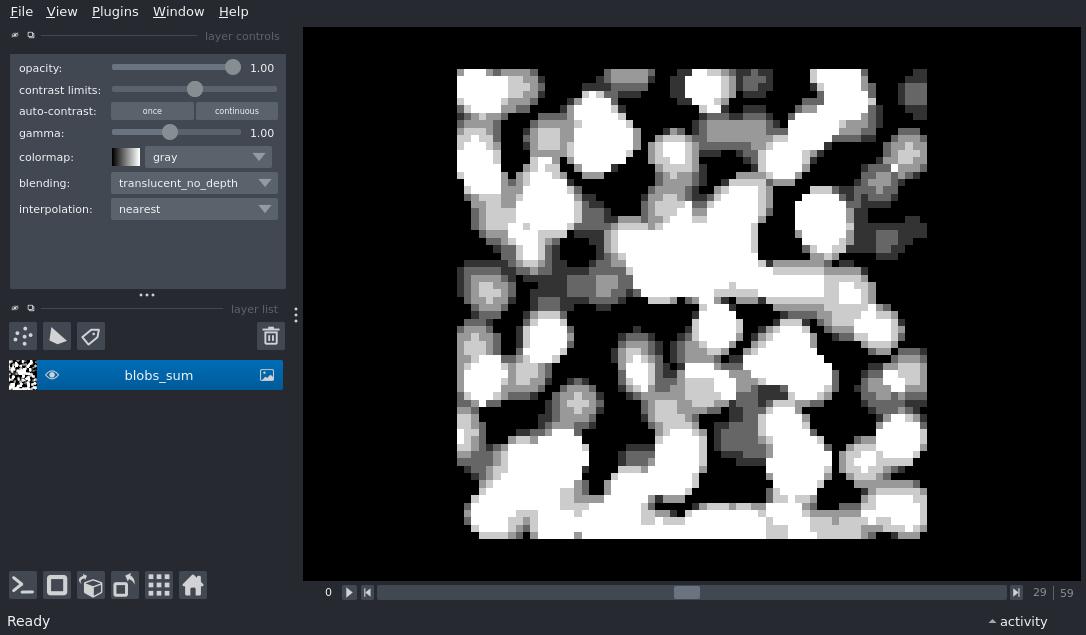 File View Plugins Window Help
layer controls
opacity: 1.00
contrast limits:
auto-contrast: once continuous
gamma: 1.00
colormap: gray
blending: translucent_no_depth
interpolation: nearest
layer list
blobs_sum
0 29 59
Ready activity